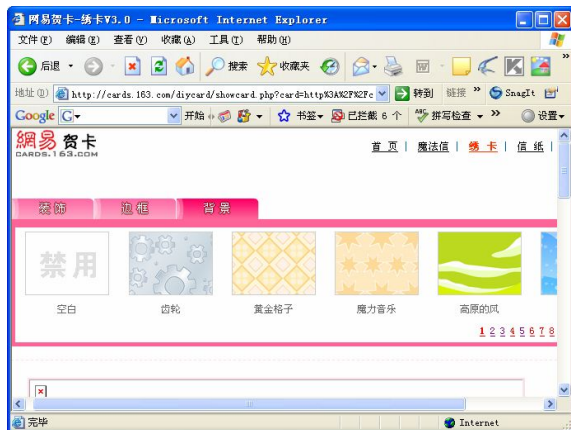 网易贺卡-绣卡V3.0 - Microsoft Internet Explorer
文件(F) 编辑(E) 查看(V) 收藏(A) 工具(T) 帮助(H)
后退 搜索 收藏夹 »
地址(D) http://cards.163.com/diycard/showcard.php?card=http%3A%2F%2Fc 转到 链接 » SnagIt
Google G 开始 书签 已拦截 6 个 拼写检查 » 设置
網易 贺卡
CARDS.163.COM
首页 | 魔法信 | 绣卡 | 信纸 |
装饰 边框 背景
禁用
空白 齿轮 黄金格子 魔力音乐 高原的风
1 2 3 4 5 6 7 8
完毕 Internet